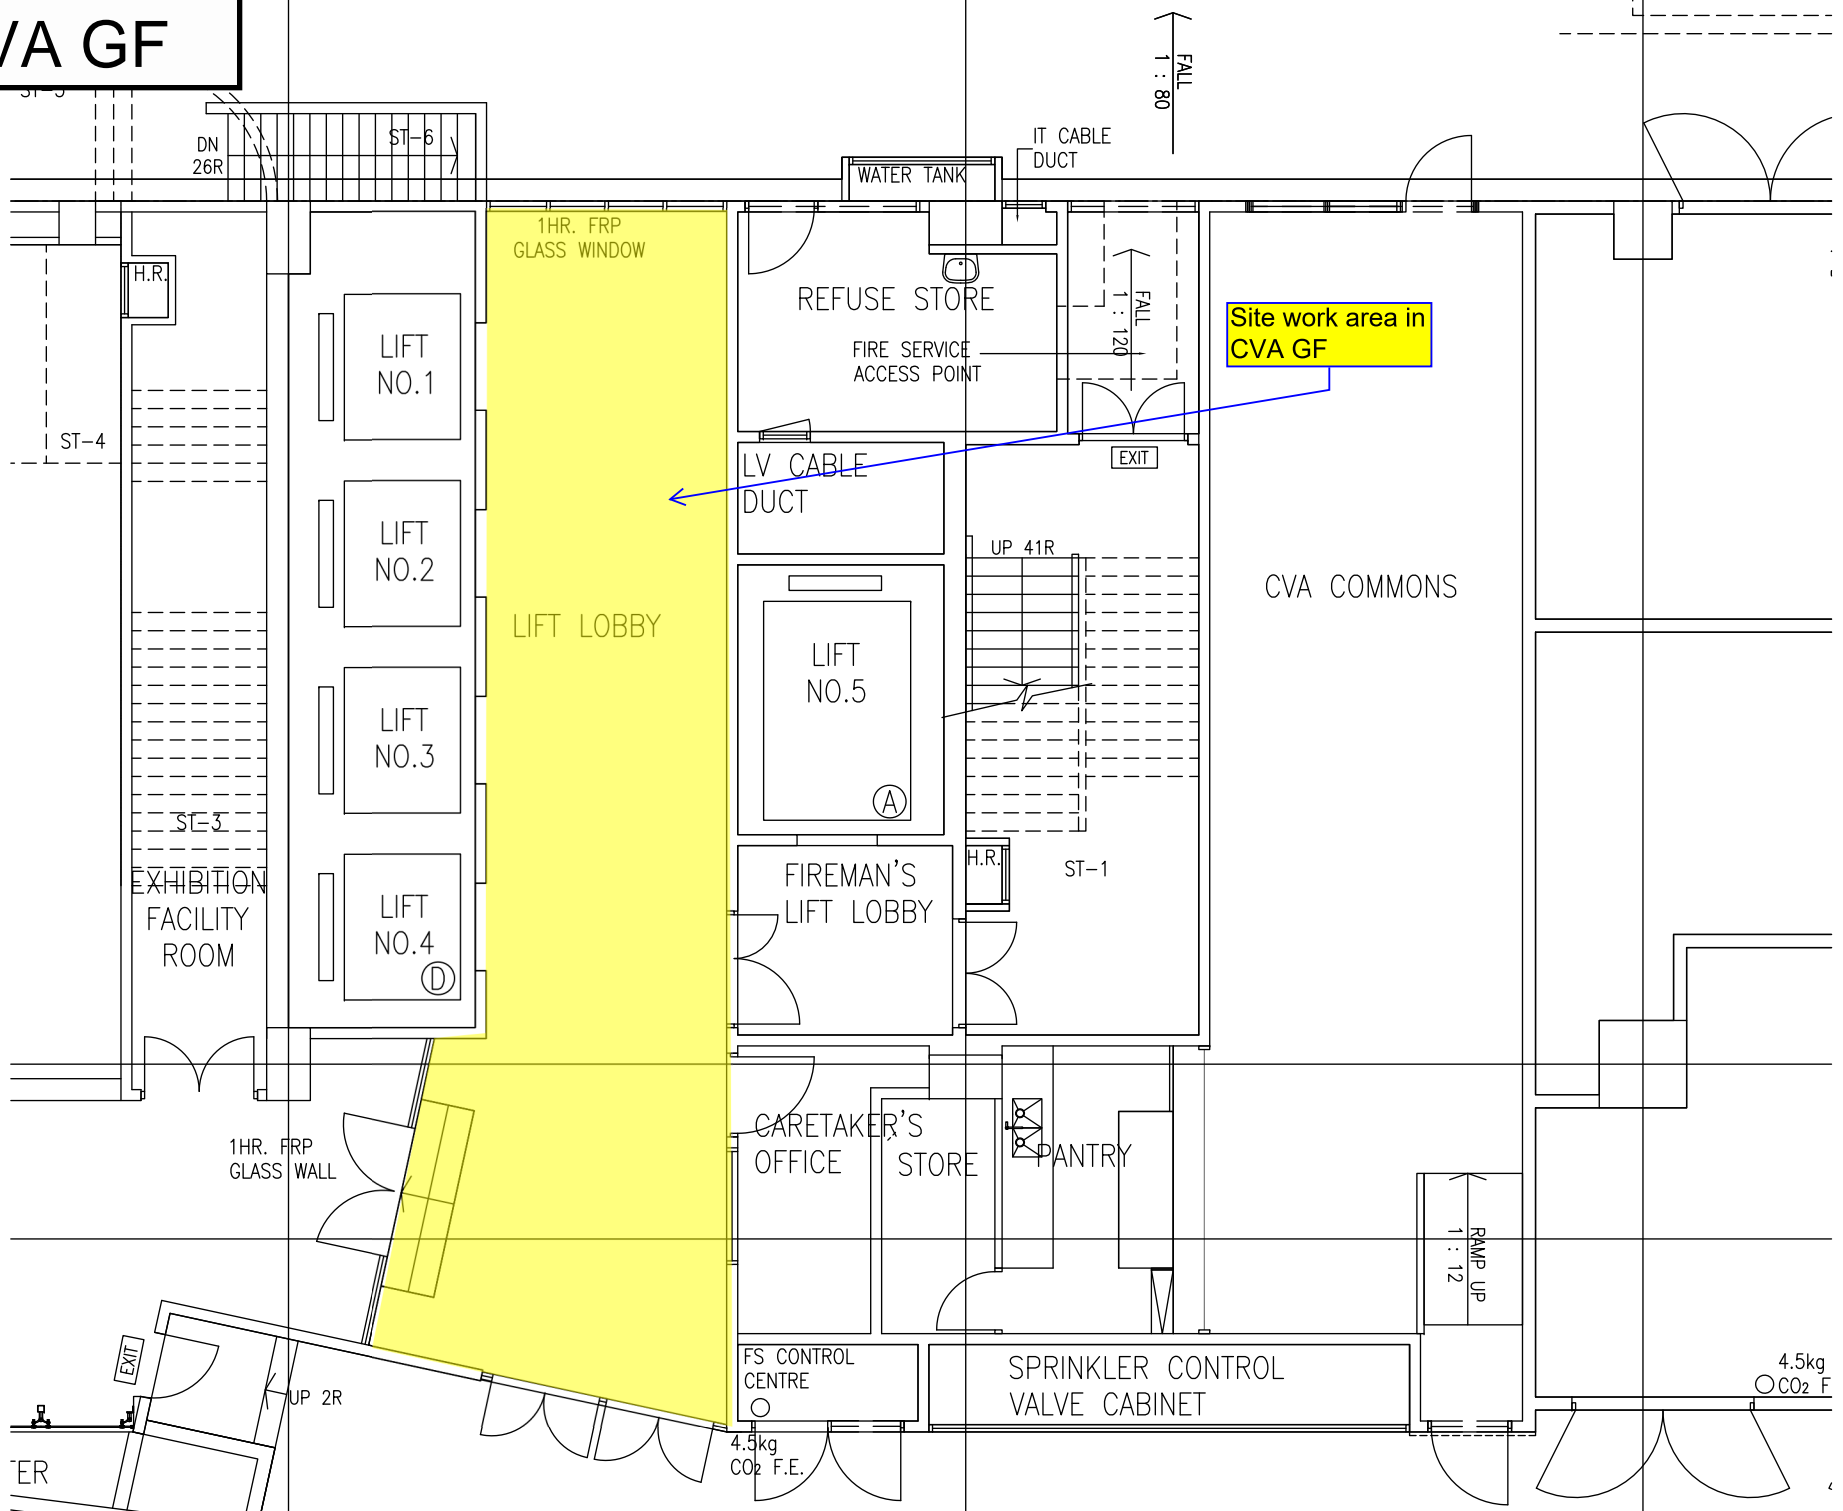 VA GF
FALL
1 : 80
DN
26R
ST-6
IT CABLE
DUCT
WATER TANK
1HR. FRP
GLASS WINDOW
H.R.
REFUSE STORE
FALL
1 : 120
Site work area in
CVA GF
LIFT
NO.1
FIRE SERVICE
ACCESS POINT
ST-4
EXIT
LV CABLE
DUCT
LIFT
NO.2
UP 41R
CVA COMMONS
LIFT LOBBY
LIFT
NO.5
LIFT
NO.3
A
ST-3
H.R.
ST-1
EXHIBITION
FACILITY
ROOM
FIREMAN'S
LIFT LOBBY
LIFT
NO.4
D
1HR. FRP
GLASS WALL
CARETAKER'S
OFFICE
STORE
PANTRY
RAMP UP
1 : 12
EXIT
UP 2R
FS CONTROL
CENTRE
SPRINKLER CONTROL
VALVE CABINET
4.5kg
CO2 F
4.5kg
CO2 F.E.
TER